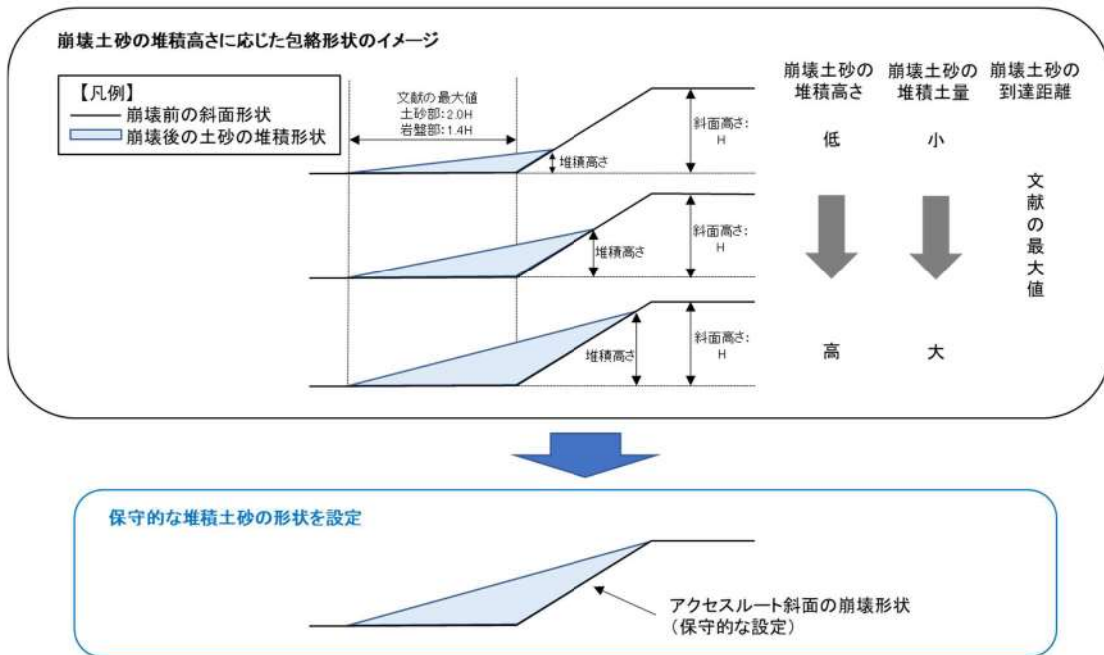 崩壊土砂の堆積高さに応じた包絡形状のイメージ
【凡例】
崩壊前の斜面形状
崩壊後の土砂の堆積形状
文献の最大値
土砂部:2.0H
岩盤部:1.4H
堆積高さ
斜面高さ:
H
堆積高さ
斜面高さ:
H
堆積高さ
斜面高さ:
H
崩壊土砂の
堆積高さ
低
高
崩壊土砂の
堆積土量
小
大
崩壊土砂の
到達距離
文献の最大値
保守的な堆積土砂の形状を設定
アクセスルート斜面の崩壊形状
(保守的な設定)